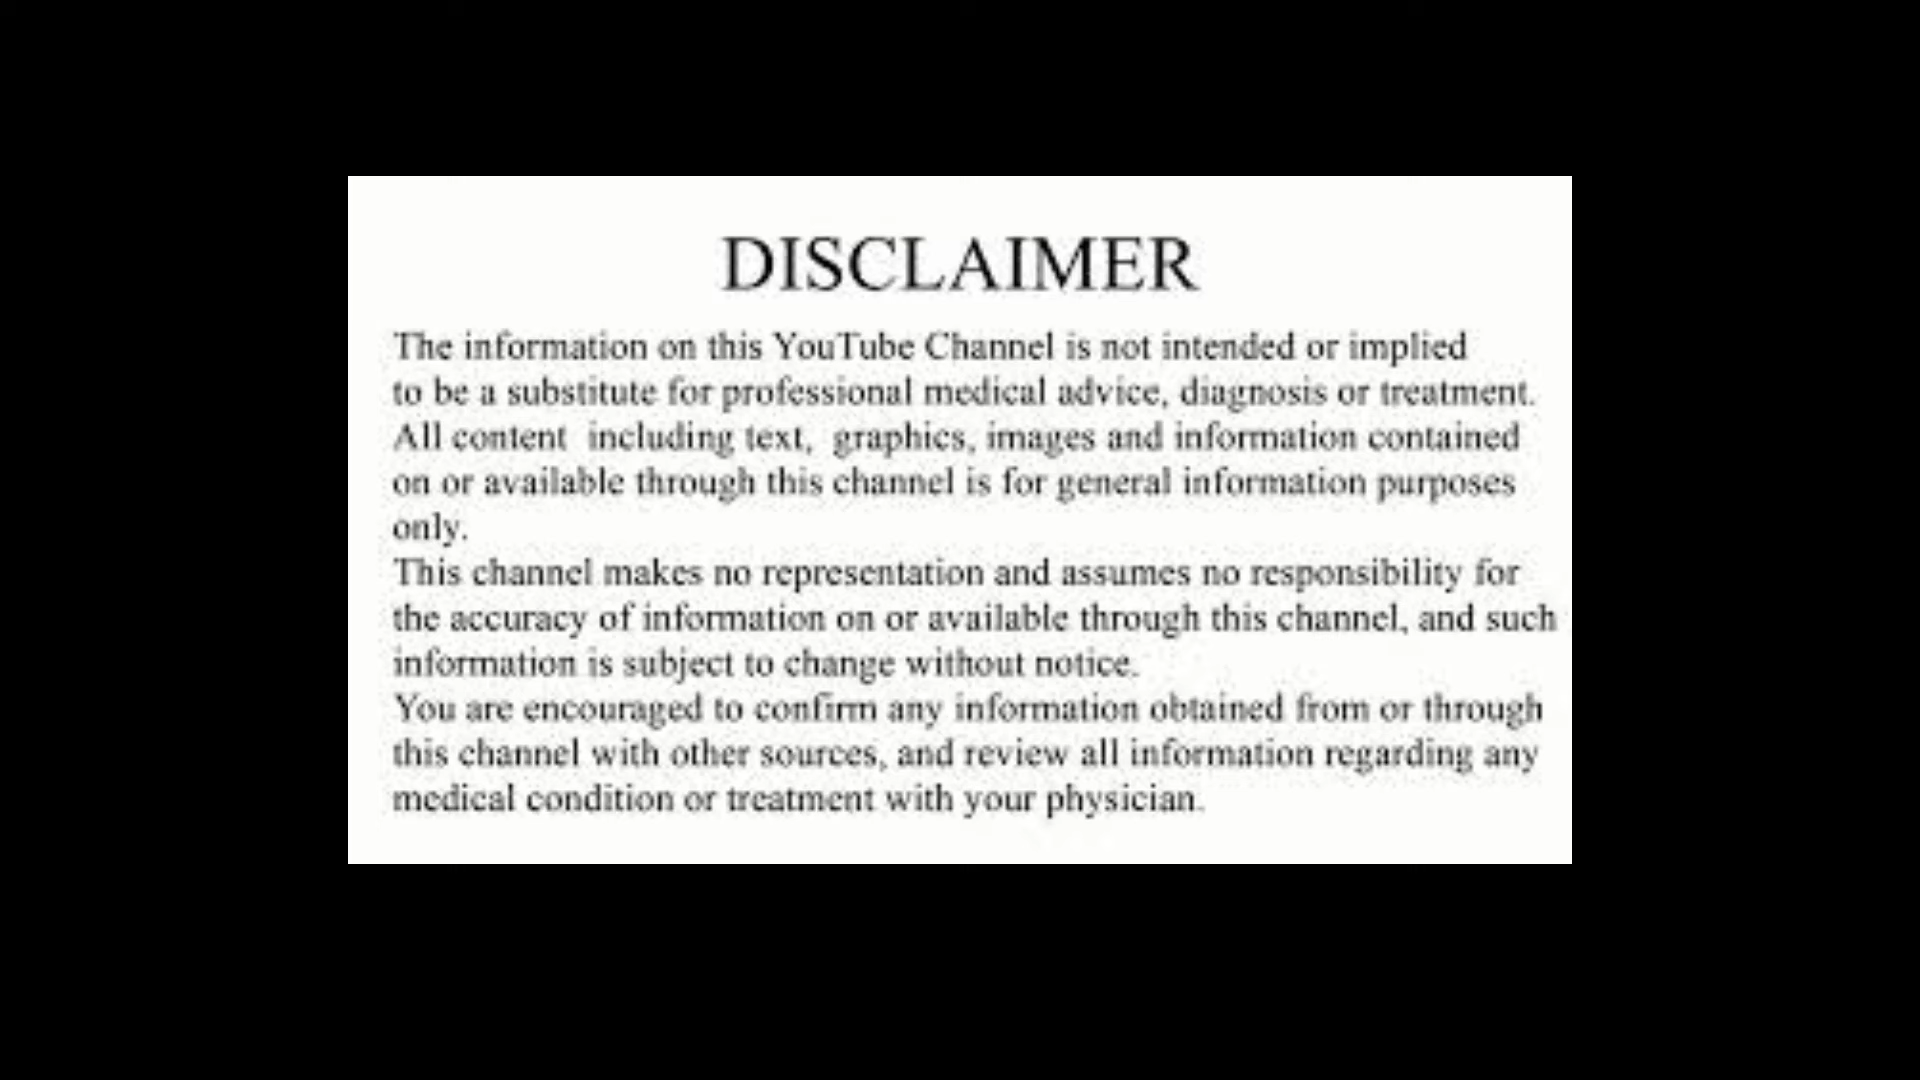 DISCLAIMER
The information on this YouTube Channel is not intended or implied
to be a substitute for professional medical advice, diagnosis or treatment.
All content including text, graphics, images and information contained
on or available through this channel is for general information purposes
only.
This channel makes no representation and assumes no responsibility for
the accuracy of information on or available through this channel, and such
information is subject to change without notice.
You are encouraged to confirm any information obtained from or through
this channel with other sources, and review all information regarding any
medical condition or treatment with your physician.